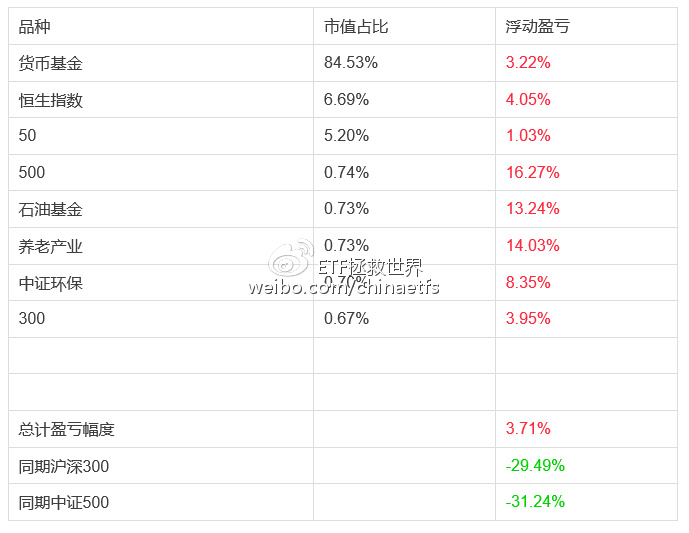 品种 市值占比 浮动盈亏
货币基金 84.53% 3.22%
恒生指数 6.69% 4.05%
50 5.20% 1.03%
500 0.74% 16.27%
石油基金 0.73% 13.24%
养老产业 0.73% 14.03%
ETF拯救世界
中证环保 0.70% 8.35%
weibo.com/chinaetfs
300 0.67% 3.95%
总计盈亏幅度 3.71%
同期沪深300 -29.49%
同期中证500 -31.24%